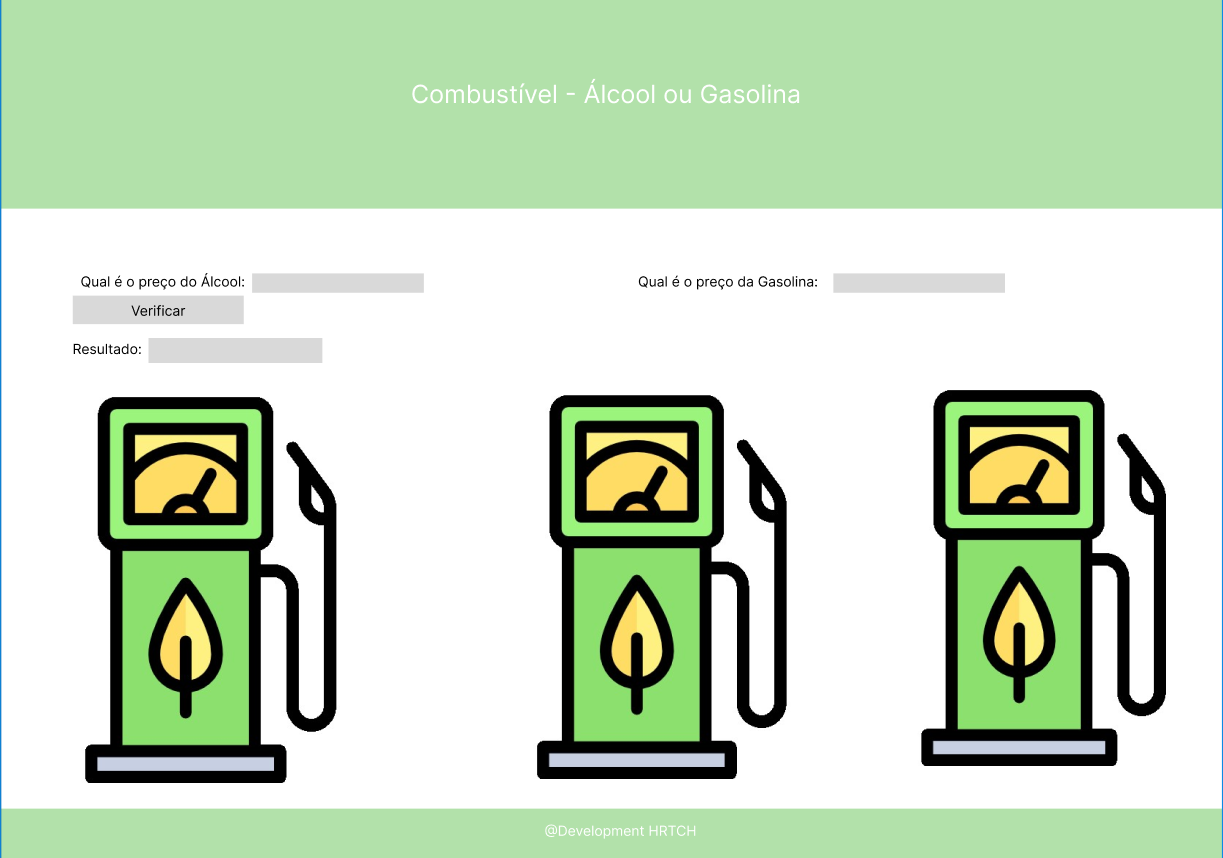 Combustível - Álcool ou Gasolina
Qual é o preço do Álcool:
Qual é o preço da Gasolina:
Verificar
Resultado:
@Development HRTCH